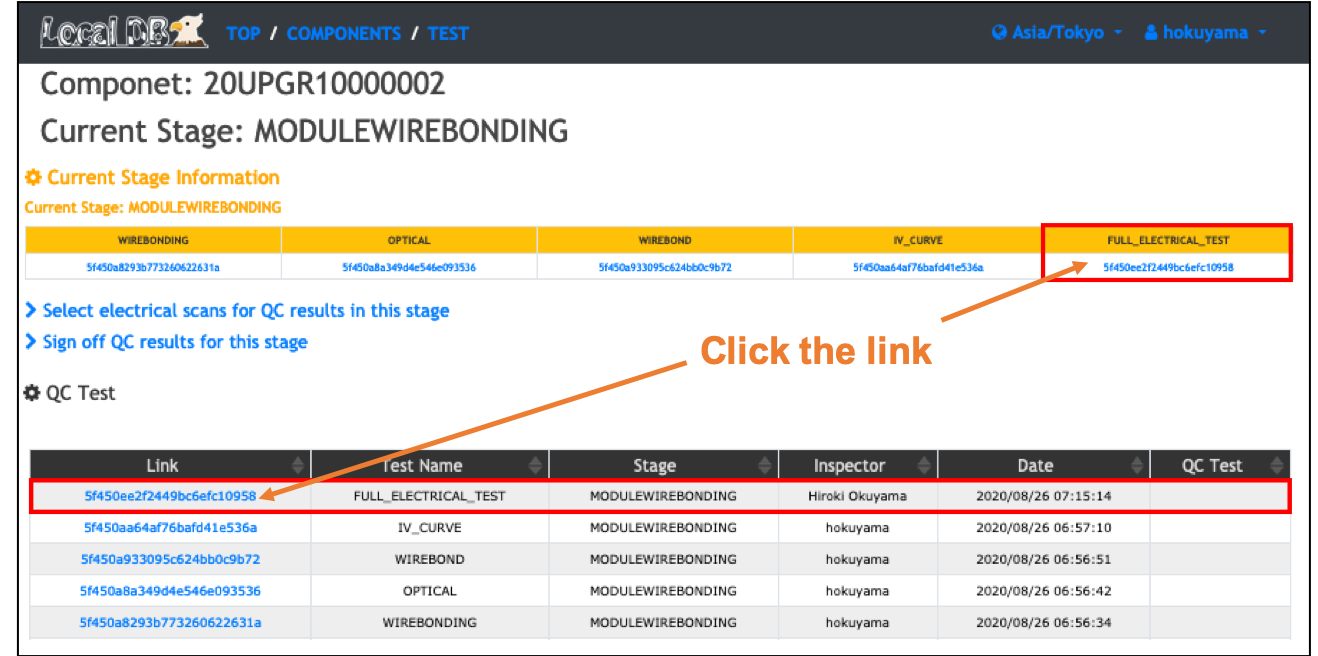 Local DB TOP / COMPONENTS / TEST Asia/Tokyo hokuyama
Componet: 20UPGR10000002
Current Stage: MODULEWIREBONDING
Current Stage Information
Current Stage: MODULEWIREBONDING
WIREBONDING OPTICAL WIREBOND IV_CURVE FULL_ELECTRICAL_TEST
5f450a8293b773260622631a 5f450a8a349d4e546e093536 5f450a933095c624bb0c9b72 5f450aa64af76bafd41e536a 5f450ee2f2449bc6efc10958
Select electrical scans for QC results in this stage
Sign off QC results for this stage
Click the link
QC Test
Link Test Name Stage Inspector Date QC Test
5f450ee2f2449bc6efc10958 FULL_ELECTRICAL_TEST MODULEWIREBONDING Hiroki Okuyama 2020/08/26 07:15:14
5f450aa64af76bafd41e536a IV_CURVE MODULEWIREBONDING hokuyama 2020/08/26 06:57:10
5f450a933095c624bb0c9b72 WIREBOND MODULEWIREBONDING hokuyama 2020/08/26 06:56:51
5f450a8a349d4e546e093536 OPTICAL MODULEWIREBONDING hokuyama 2020/08/26 06:56:42
5f450a8293b773260622631a WIREBONDING MODULEWIREBONDING hokuyama 2020/08/26 06:56:34